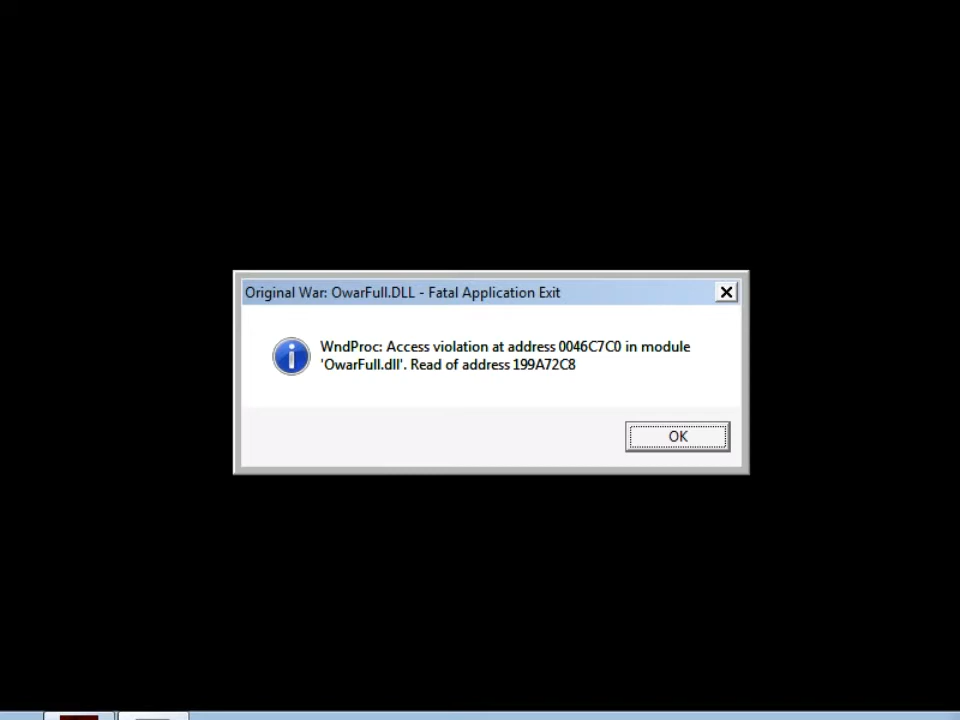 Original War: OwarFull.DLL - Fatal Application Exit
WndProc: Access violation at address 0046C7C0 in module
'OwarFull.dll'. Read of address 199A72C8
OK